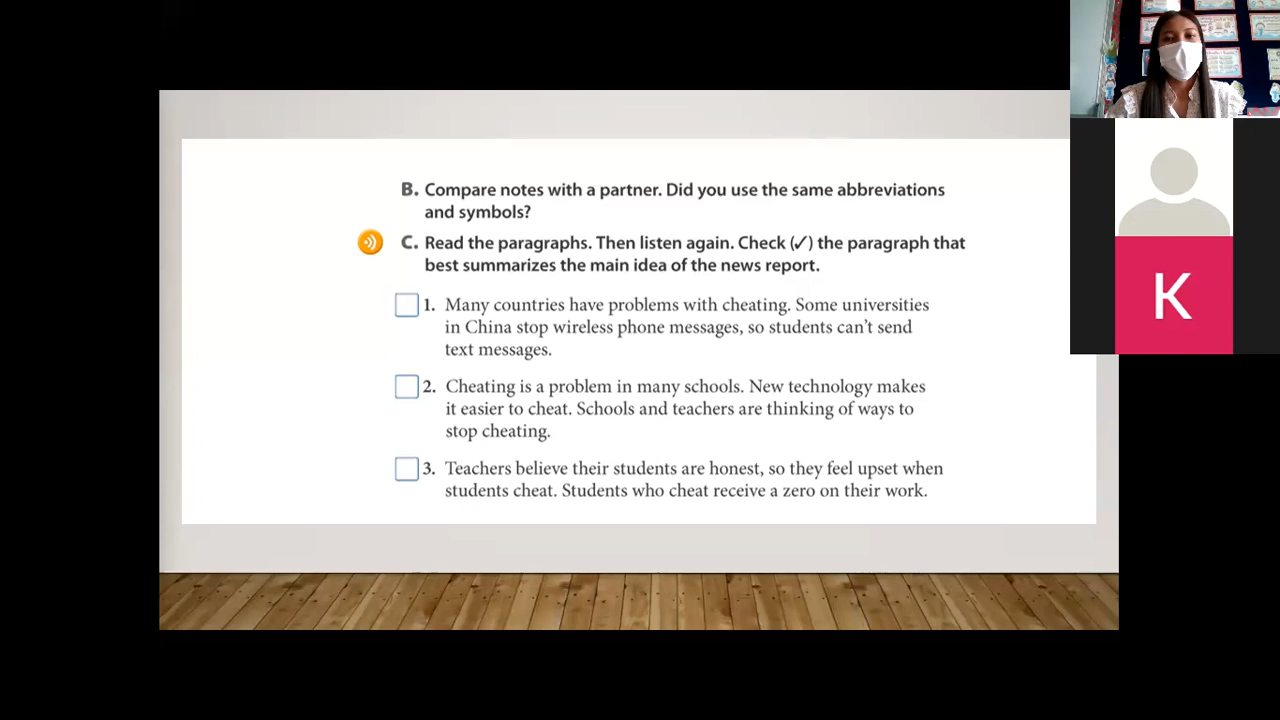 B. Compare notes with a partner. Did you use the same abbreviations
and symbols?
C. Read the paragraphs. Then listen again. Check (✓) the paragraph that
best summarizes the main idea of the news report.
1. Many countries have problems with cheating. Some universities
in China stop wireless phone messages, so students can’t send
text messages.
2. Cheating is a problem in many schools. New technology makes
it easier to cheat. Schools and teachers are thinking of ways to
stop cheating.
3. Teachers believe their students are honest, so they feel upset when
students cheat. Students who cheat receive a zero on their work.
K